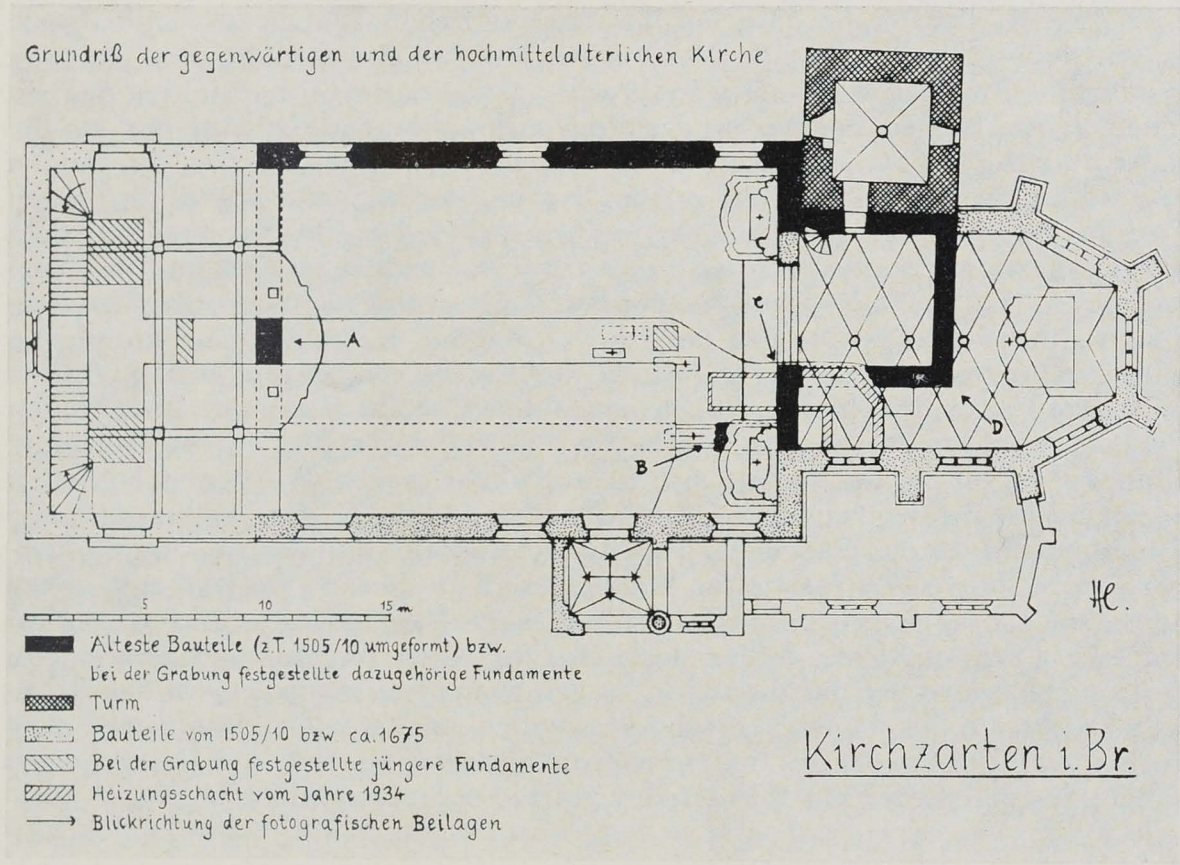 Grundriß der gegenwärtigen und der hochmittelalterlichen Kirche
A
B
C
D
HC.
5 10 15 m
Älteste Bauteile (z.T. 1505/10 umgeformt) bzw.
bei der Grabung festgestellte dazugehörige Fundamente
Turm
Bauteile von 1505/10 bzw. ca.1675
Bei der Grabung festgestellte jüngere Fundamente
Heizungsschacht vom Jahre 1934
Blickrichtung der fotografischen Beilagen
Kirchzarten i.Br.